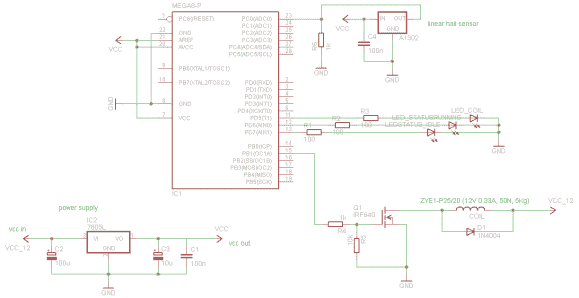 MEGA8-P
PC6(/RESET)
PC0(ADC0)
PC1(ADC1)
PC2(ADC2)
PC3(ADC3)
PC4(ADC4/SDA)
PC5(ADC5/SCL)
GND
AREF
AVCC
VCC
PB6(XTAL1/TOSC1)
PB7(XTAL2/TOSC2)
GND
GND
VCC
PD0(RXD)
PD1(TXD)
PD2(INT0)
PD3(INT1)
PD4(XCK/T0)
PD5(T1)
PD6(AIN0)
PD7(AIN1)
PB0(ICP)
PB1(OC1A)
PB2(SS/OC1B)
PB3(MOSI/OC2)
PB4(MISO)
PB5(SCK)
IC1
1k
GND
VCC
C4
100n
IN
OUT
GND
A1302
GND
linear hall sensor
R3
100
R2
100
R1
100
LED_COIL
LEDSTATUS_IDLE
GND
power supply
vcc in
VCC_12
C2
100u
IC2
7805L
VI
VO
GND
C3
10u
C1
100n
VCC
vcc out
GND
1k
R4
10k
R5
Q1
IRF640
ZYE1-P25/20 (12V 0.33A, 50N, 5Kg)
COIL
D1
1N4004
VCC_12
GND